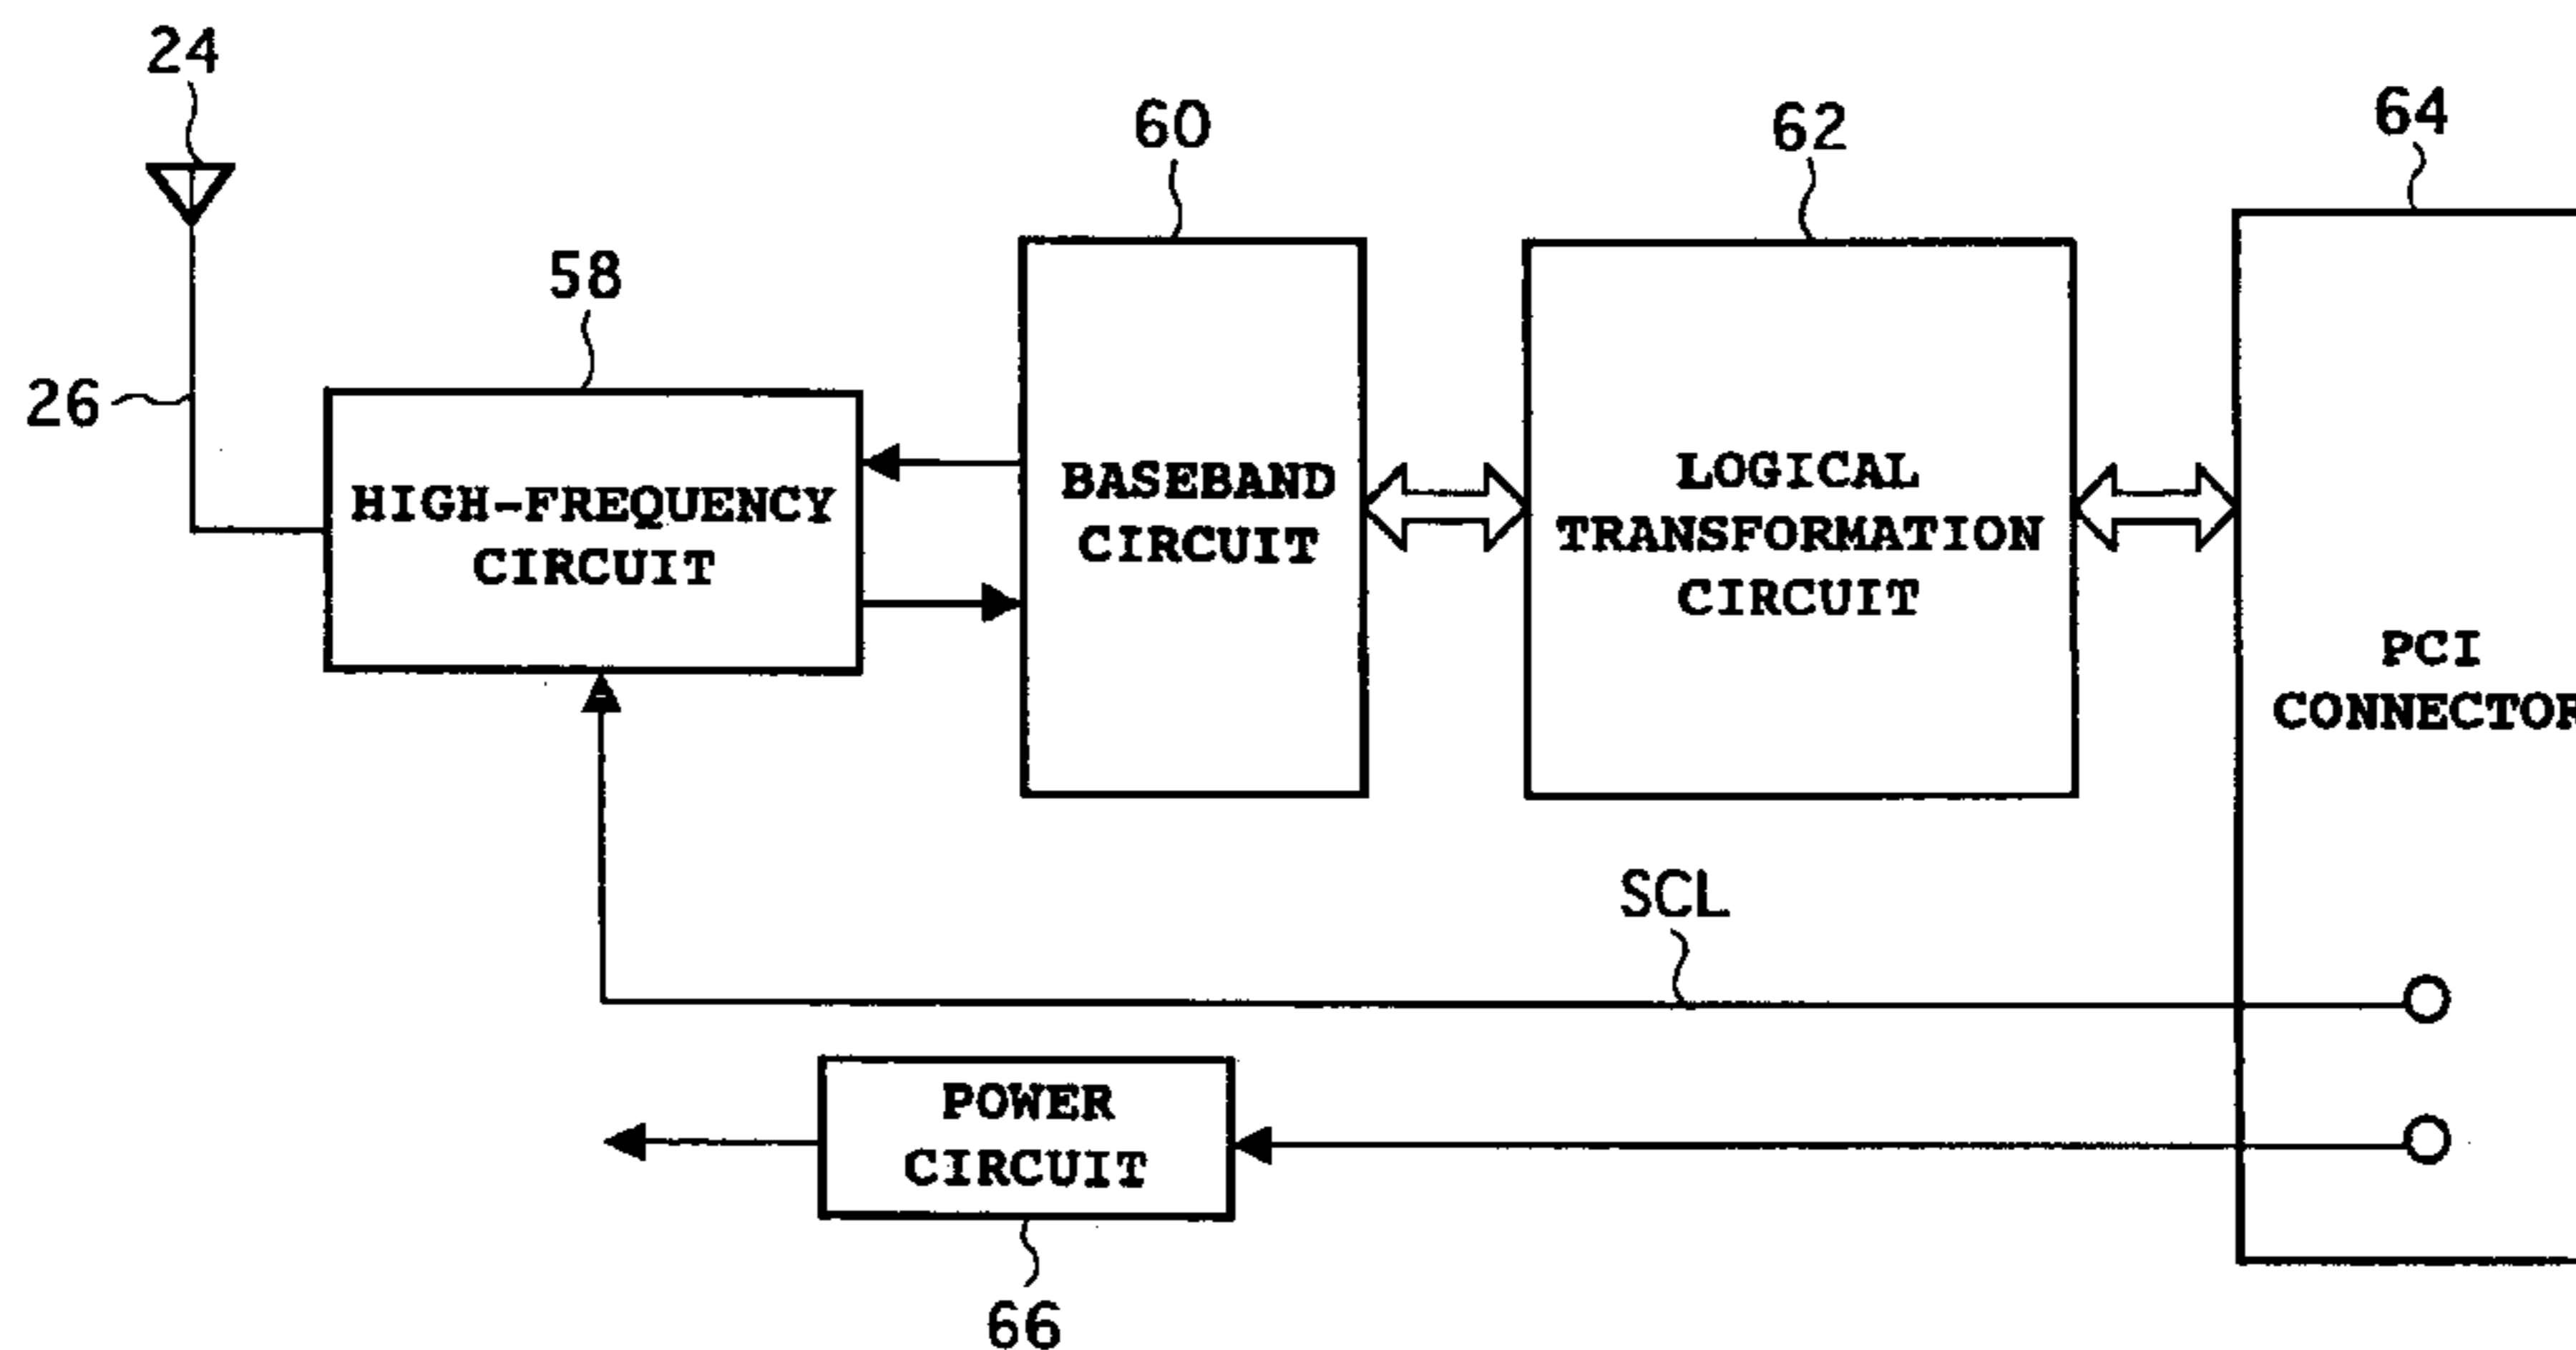 24
60
62
64
58
26
HIGH-FREQUENCY
CIRCUIT
BASEBAND
CIRCUIT
LOGICAL
TRANSFORMATION
CIRCUIT
PCI
CONNECTOR
SCL
POWER
CIRCUIT
66